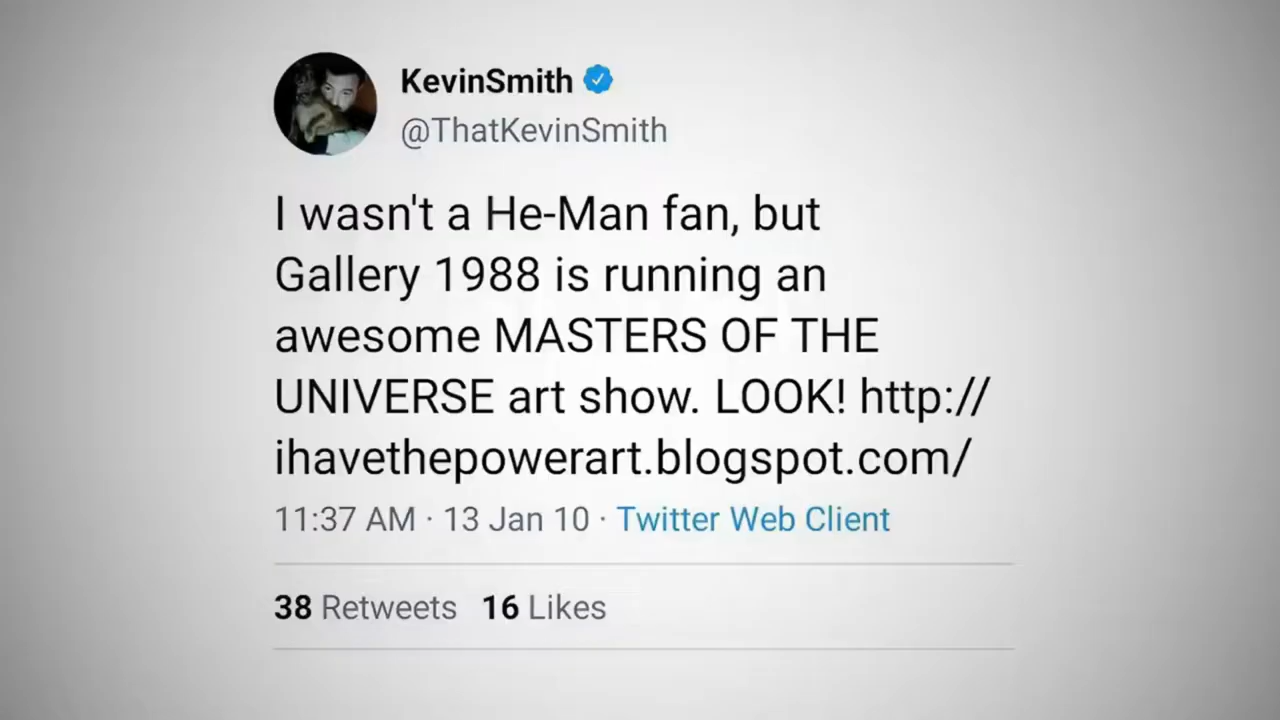 KevinSmith
@ThatKevinSmith
I wasn't a He-Man fan, but
Gallery 1988 is running an
awesome MASTERS OF THE
UNIVERSE art show. LOOK! http://
ihavethepowerart.blogspot.com/
11:37 AM · 13 Jan 10 · Twitter Web Client
38 Retweets 16 Likes